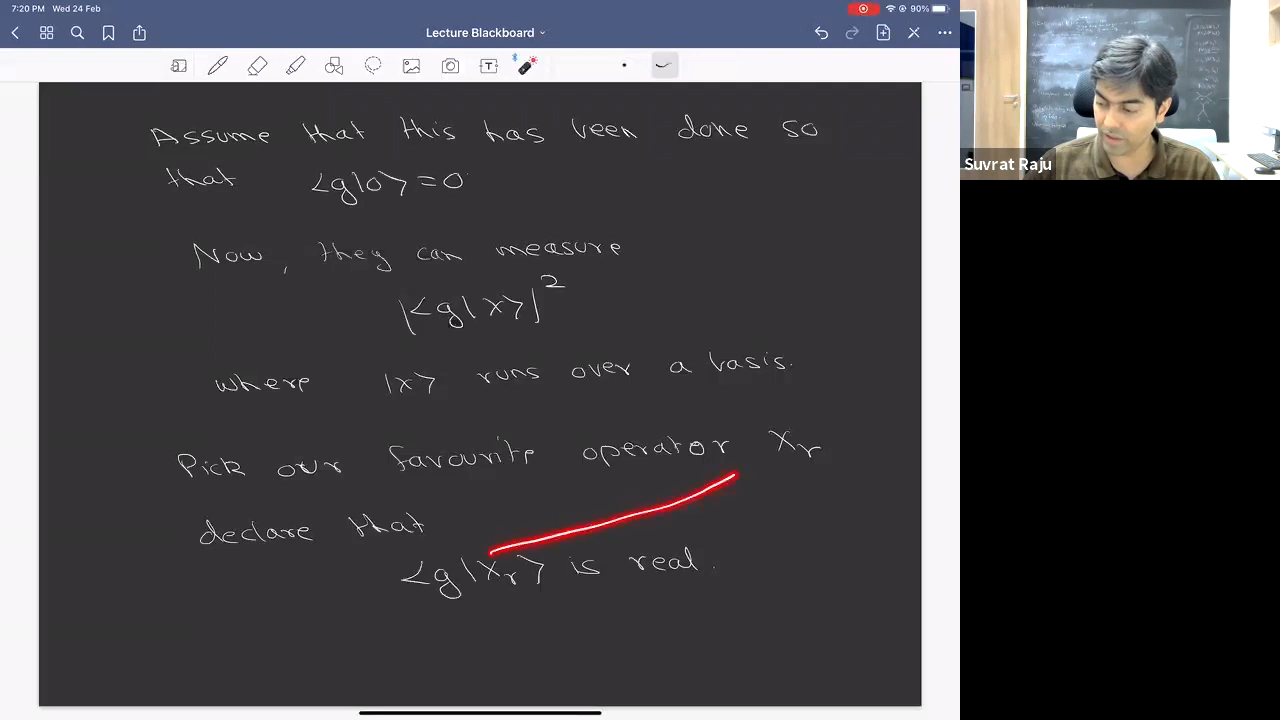 7:20 PM Wed 24 Feb
90%
Lecture Blackboard
T
Assume that this has been done so
that <g|0> = 0
Now, they can measure
|<g|X>|²
where |X> runs over a basis.
Pick our favourite operator Xr
declare that
<g|Xr> is real.
Suvrat Raju